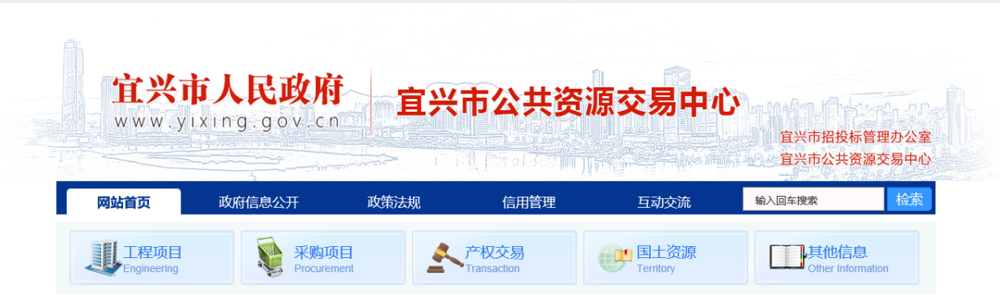 宜兴市人民政府
www.yixing.gov.cn
宜兴市公共资源交易中心
宜兴市招投标管理办公室
宜兴市公共资源交易中心
网站首页 政府信息公开 政策法规 信用管理 互动交流 输入回车搜索 检索
工程项目 采购项目 产权交易 国土资源 其他信息
Engineering Procurement Transaction Territory Other Information